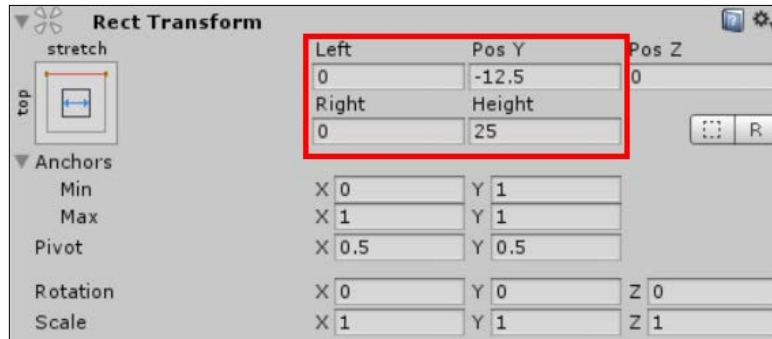 Rect Transform
stretch
Left Pos Y Pos Z
top
0 -12.5 0
Right Height
0 25 R
Anchors
Min X 0 Y 1
Max X 1 Y 1
Pivot X 0.5 Y 0.5
Rotation X 0 Y 0 Z 0
Scale X 1 Y 1 Z 1